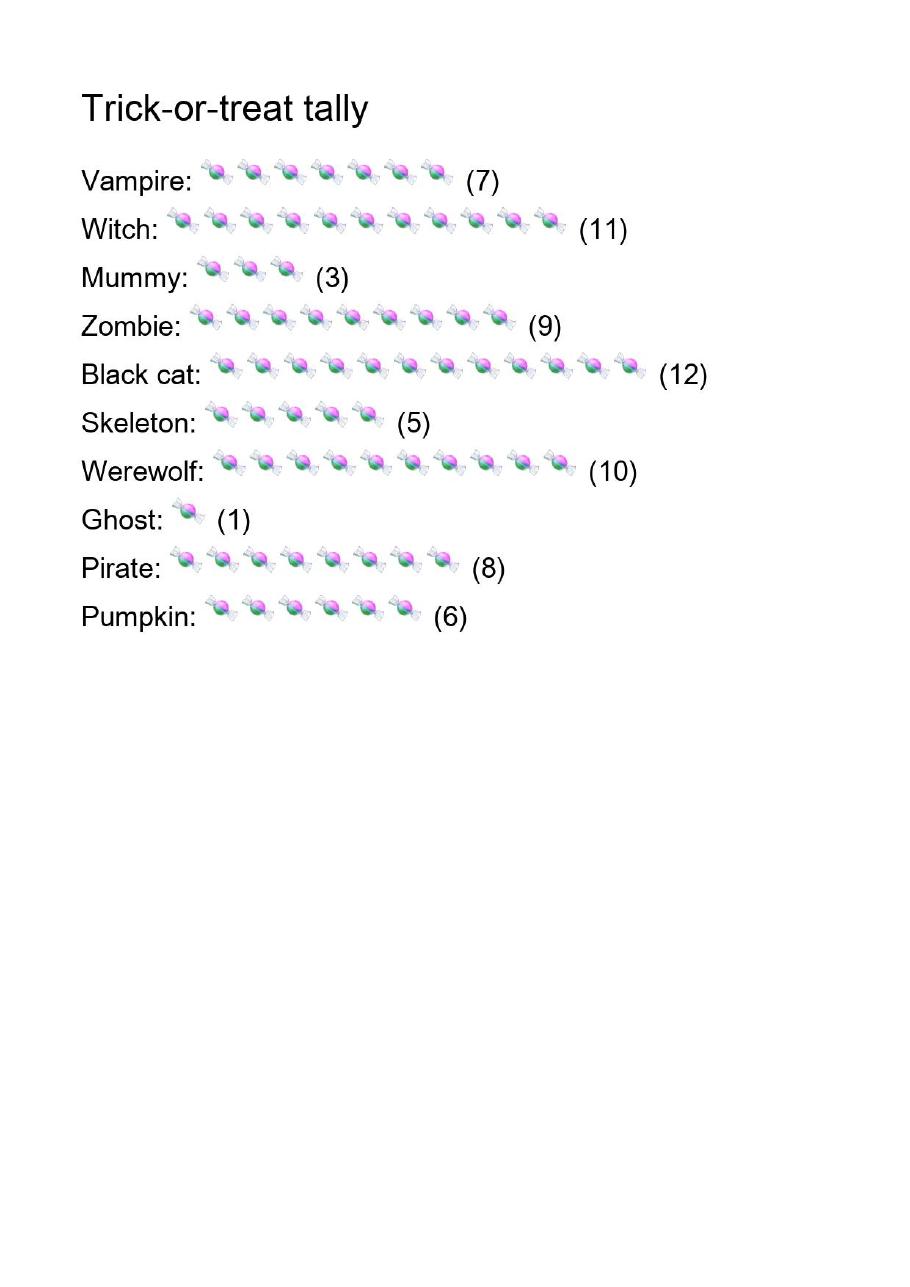 Trick-or-treat tally
Vampire: 🍬🍬🍬🍬🍬🍬🍬 (7)
Witch: 🍬🍬🍬🍬🍬🍬🍬🍬🍬🍬🍬 (11)
Mummy: 🍬🍬🍬 (3)
Zombie: 🍬🍬🍬🍬🍬🍬🍬🍬🍬 (9)
Black cat: 🍬🍬🍬🍬🍬🍬🍬🍬🍬🍬🍬🍬 (12)
Skeleton: 🍬🍬🍬🍬🍬 (5)
Werewolf: 🍬🍬🍬🍬🍬🍬🍬🍬🍬🍬 (10)
Ghost: 🍬 (1)
Pirate: 🍬🍬🍬🍬🍬🍬🍬🍬 (8)
Pumpkin: 🍬🍬🍬🍬🍬🍬 (6)